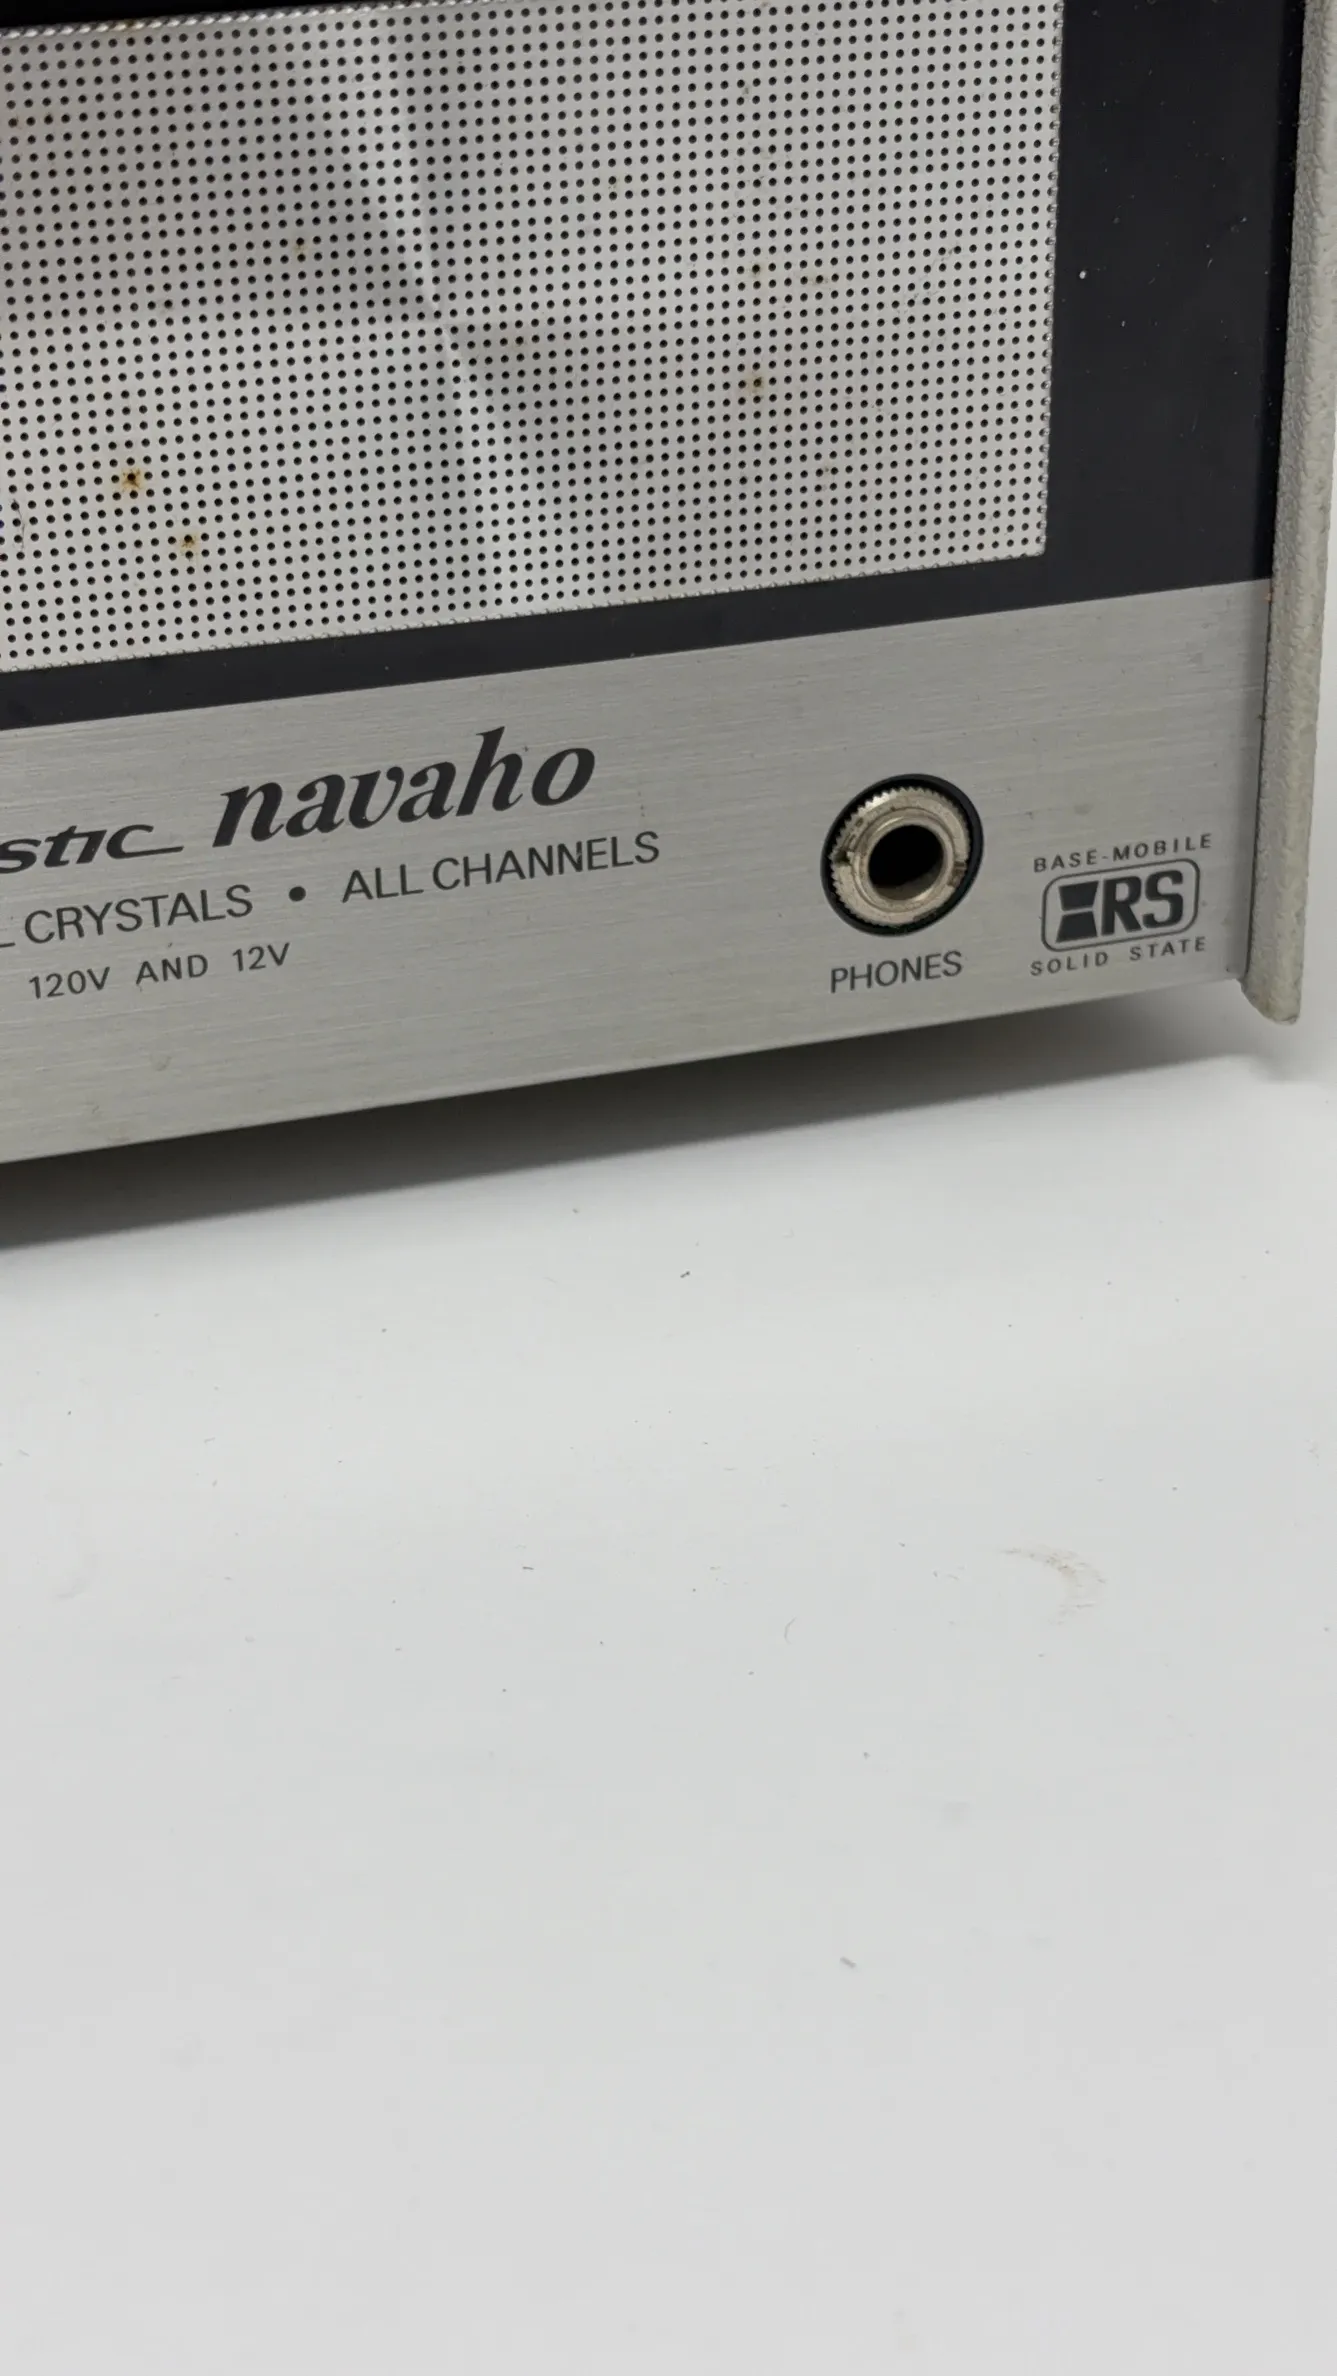 stic navaho
L CRYSTALS • ALL CHANNELS
120V AND 12V
PHONES
BASE-MOBILE
RS
SOLID STATE